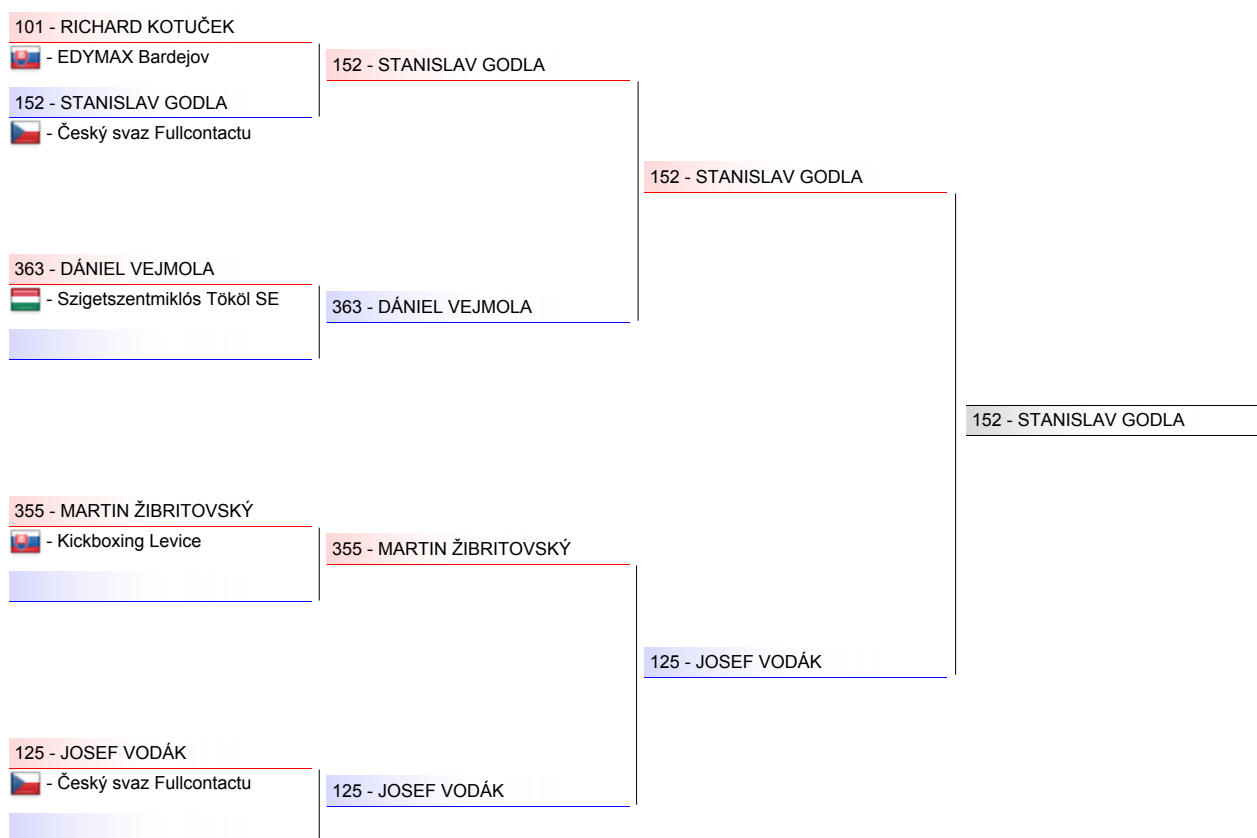 101 - RICHARD KOTUČEK
- EDYMAX Bardejov
152 - STANISLAV GODLA
- Český svaz Fullcontactu
152 - STANISLAV GODLA
152 - STANISLAV GODLA
363 - DÁNIEL VEJMOLA
- Szigetszentmiklós Tököl SE
363 - DÁNIEL VEJMOLA
152 - STANISLAV GODLA
355 - MARTIN ŽIBRITOVSKÝ
- Kickboxing Levice
355 - MARTIN ŽIBRITOVSKÝ
125 - JOSEF VODÁK
125 - JOSEF VODÁK
- Český svaz Fullcontactu
125 - JOSEF VODÁK